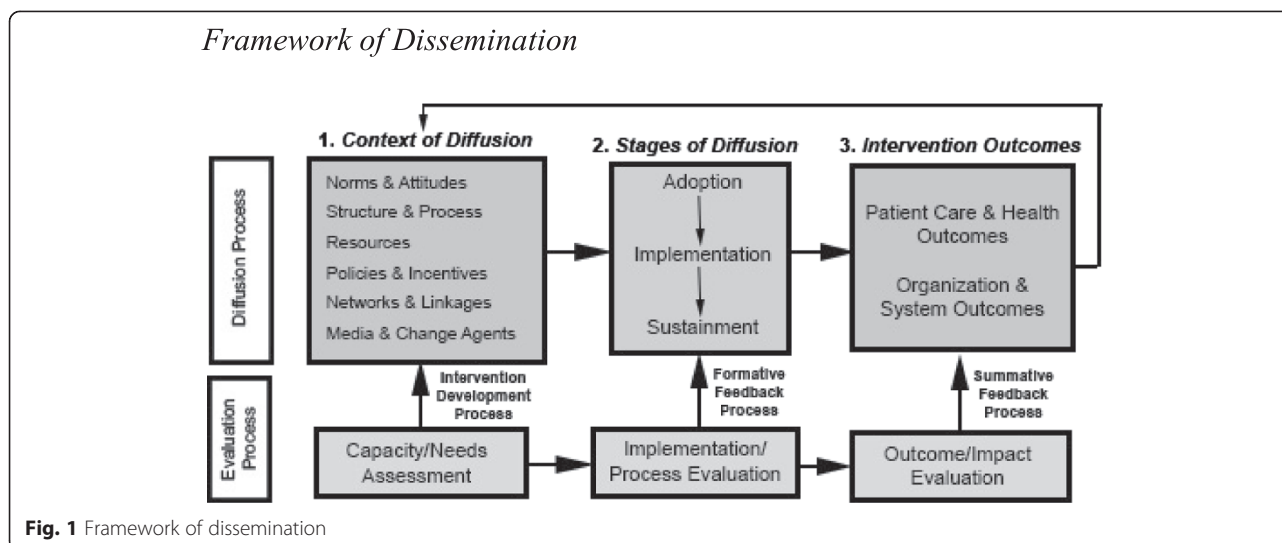 Framework of Dissemination
1. Context of Diffusion
2. Stages of Diffusion
3. Intervention Outcomes
Diffusion Process
Norms & Attitudes
Structure & Process
Resources
Policies & Incentives
Networks & Linkages
Media & Change Agents
Adoption
Implementation
Sustainment
Patient Care & Health
Outcomes
Organization &
System Outcomes
Intervention
Development
Process
Formative
Feedback
Process
Summative
Feedback
Process
Evaluation
Process
Capacity/Needs
Assessment
Implementation/
Process Evaluation
Outcome/Impact
Evaluation
Fig. 1 Framework of dissemination